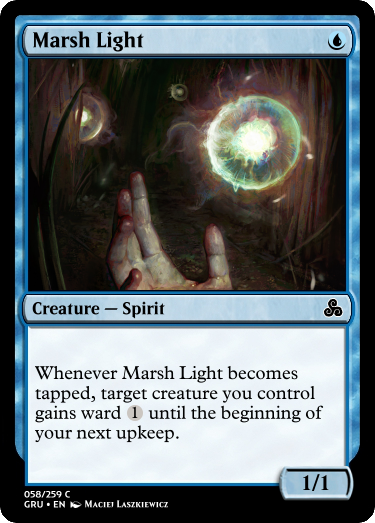 Marsh Light
Creature — Spirit
Whenever Marsh Light becomes
tapped, target creature you control
gains ward 1 until the beginning of
your next upkeep.
1/1
058/259 C
GRU • EN Maciej Laszkiewicz